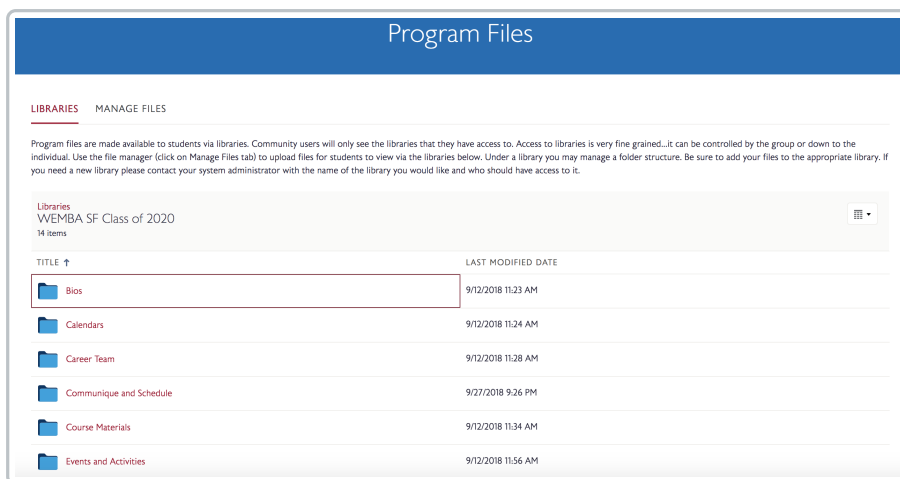 Program Files
LIBRARIES MANAGE FILES
Program files are made available to students via libraries. Community users will only see the libraries that they have access to. Access to libraries is very fine grained...it can be controlled by the group or down to the
individual. Use the file manager (click on Manage Files tab) to upload files for students to view via the libraries below. Under a library you may manage a folder structure. Be sure to add your files to the appropriate library. If
you need a new library please contact your system administrator with the name of the library you would like and who should have access to it.
Libraries
WEMBA SF Class of 2020
14 items
TITLE ↑ LAST MODIFIED DATE
Bios 9/12/2018 11:23 AM
Calendars 9/12/2018 11:24 AM
Career Team 9/12/2018 11:28 AM
Communique and Schedule 9/27/2018 9:26 PM
Course Materials 9/12/2018 11:34 AM
Events and Activities 9/12/2018 11:56 AM